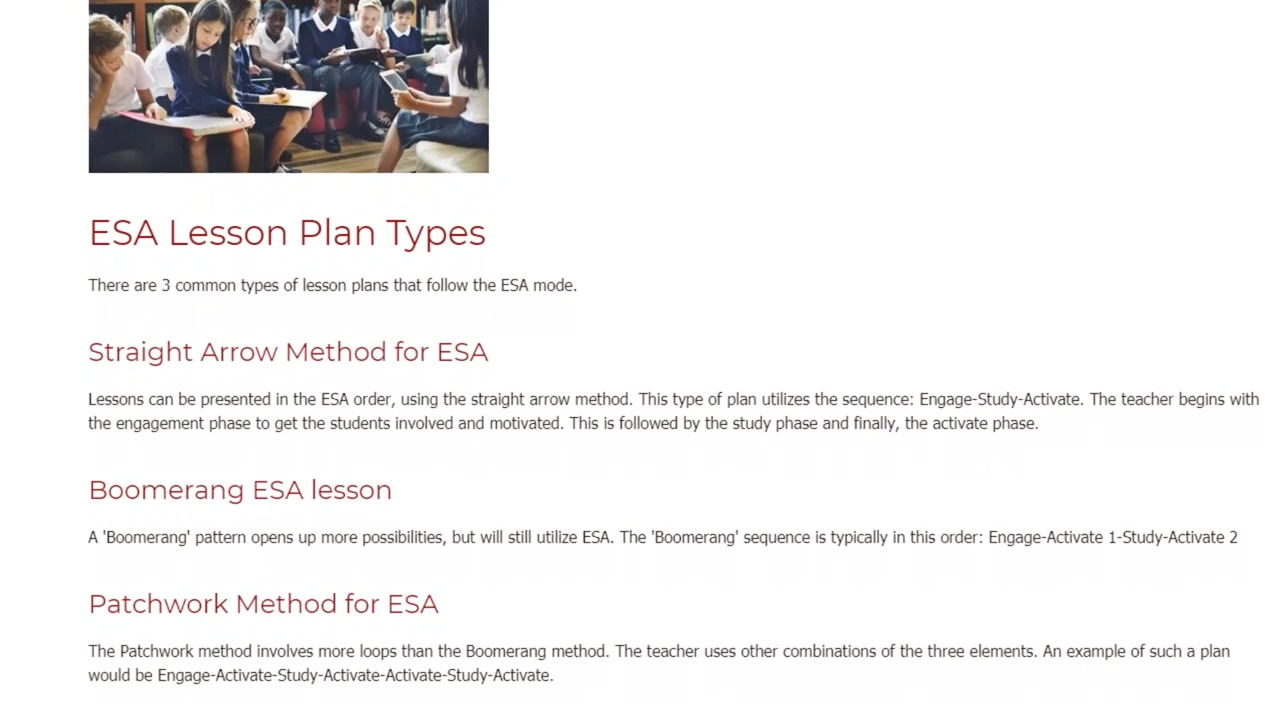 ESA Lesson Plan Types
There are 3 common types of lesson plans that follow the ESA mode.
Straight Arrow Method for ESA
Lessons can be presented in the ESA order, using the straight arrow method. This type of plan utilizes the sequence: Engage-Study-Activate. The teacher begins with
the engagement phase to get the students involved and motivated. This is followed by the study phase and finally, the activate phase.
Boomerang ESA lesson
A 'Boomerang' pattern opens up more possibilities, but will still utilize ESA. The 'Boomerang' sequence is typically in this order: Engage-Activate 1-Study-Activate 2
Patchwork Method for ESA
The Patchwork method involves more loops than the Boomerang method. The teacher uses other combinations of the three elements. An example of such a plan
would be Engage-Activate-Study-Activate-Activate-Study-Activate.